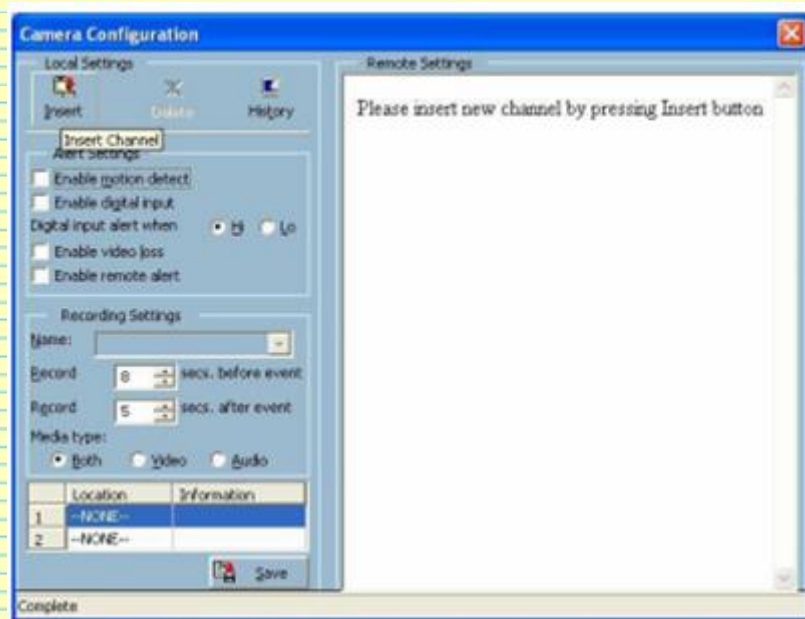 Camera Configuration
Local Settings
Insert
Delete
History
Insert Channel
Alert Settings
Enable motion detect
Enable digital input
Digital input alert when Hi Lo
Enable video loss
Enable remote alert
Recording Settings
Name:
Record 8 secs. before event
Record 5 secs. after event
Media type:
Both Video Audio
Location Information
1 --NONE--
2 --NONE--
Save
Complete
Remote Settings
Please insert new channel by pressing Insert button